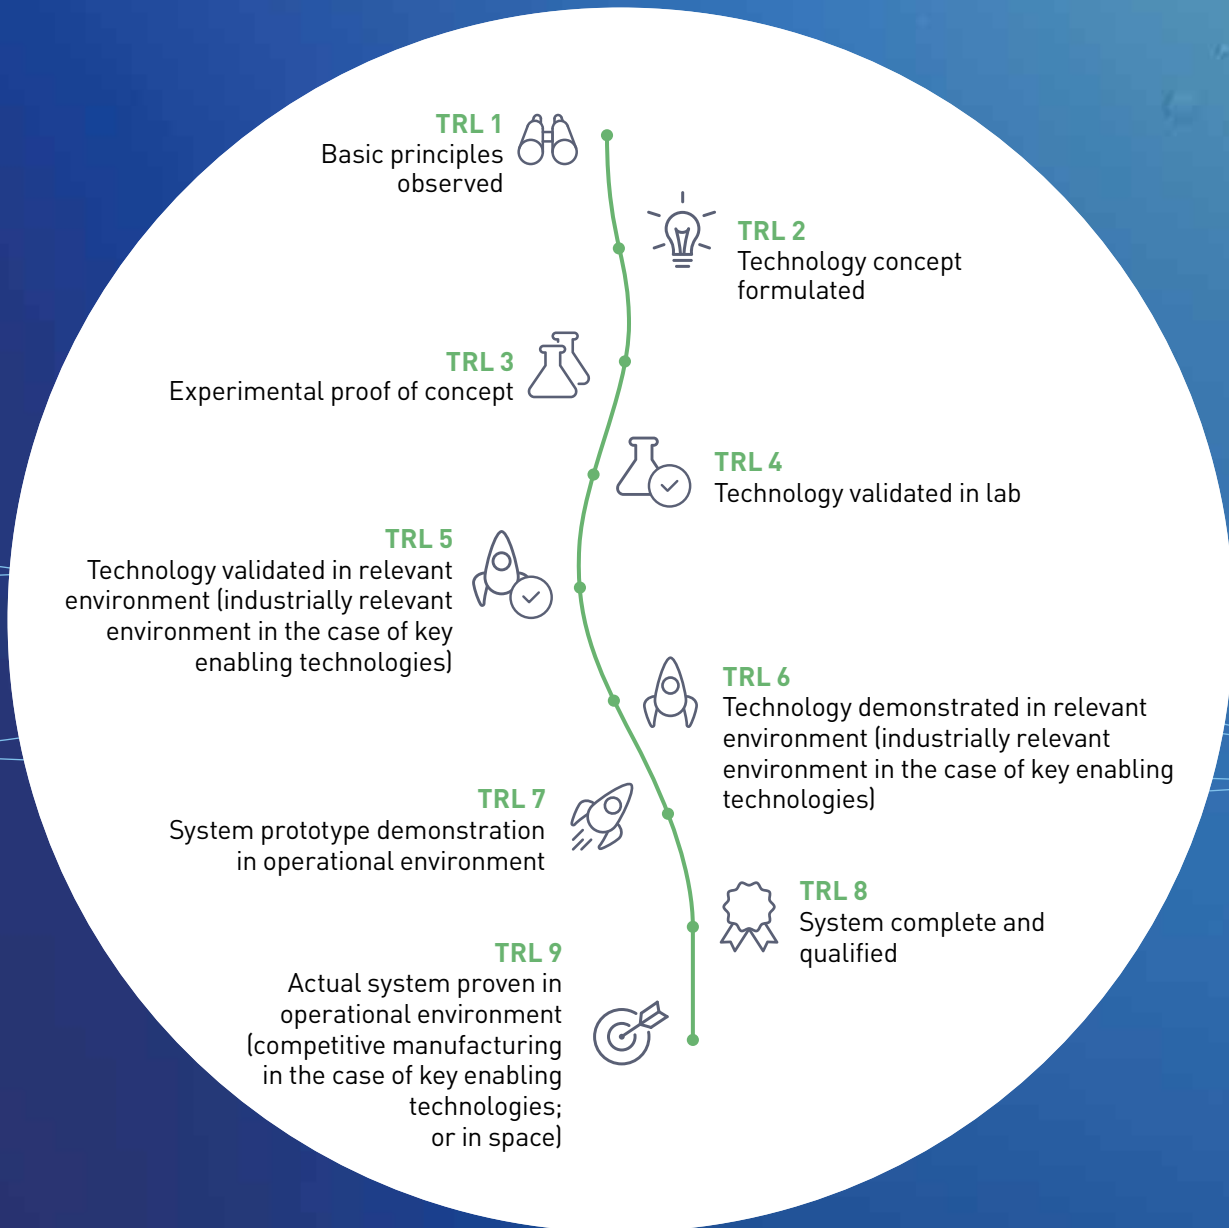 TRL 1
Basic principles
observed
TRL 2
Technology concept
formulated
TRL 3
Experimental proof of concept
TRL 4
Technology validated in lab
TRL 5
Technology validated in relevant
environment (industrially relevant
environment in the case of key
enabling technologies)
TRL 6
Technology demonstrated in relevant
environment (industrially relevant
environment in the case of key enabling
technologies)
TRL 7
System prototype demonstration
in operational environment
TRL 8
System complete and
qualified
TRL 9
Actual system proven in
operational environment
(competitive manufacturing
in the case of key enabling
technologies;
or in space)